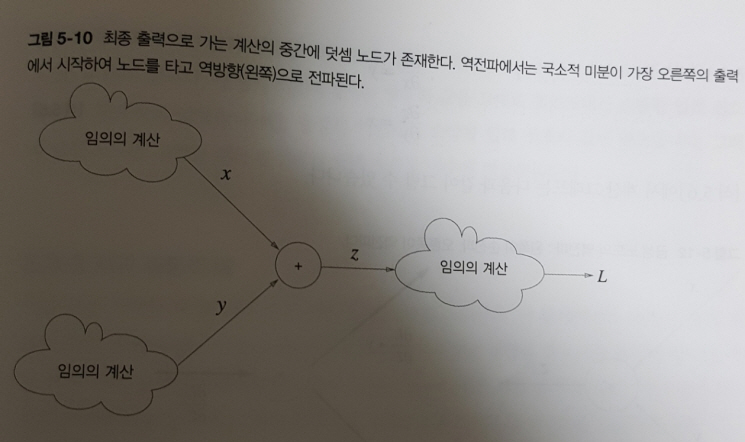 그림 5-10 최종 출력으로 가는 계산의 중간에 덧셈 노드가 존재한다. 역전파에서는 국소적 미분이 가장 오른쪽의 출력
에서 시작하여 노드를 타고 역방향(왼쪽)으로 전파된다.
임의의 계산
x
+
z
임의의 계산
L
y
임의의 계산